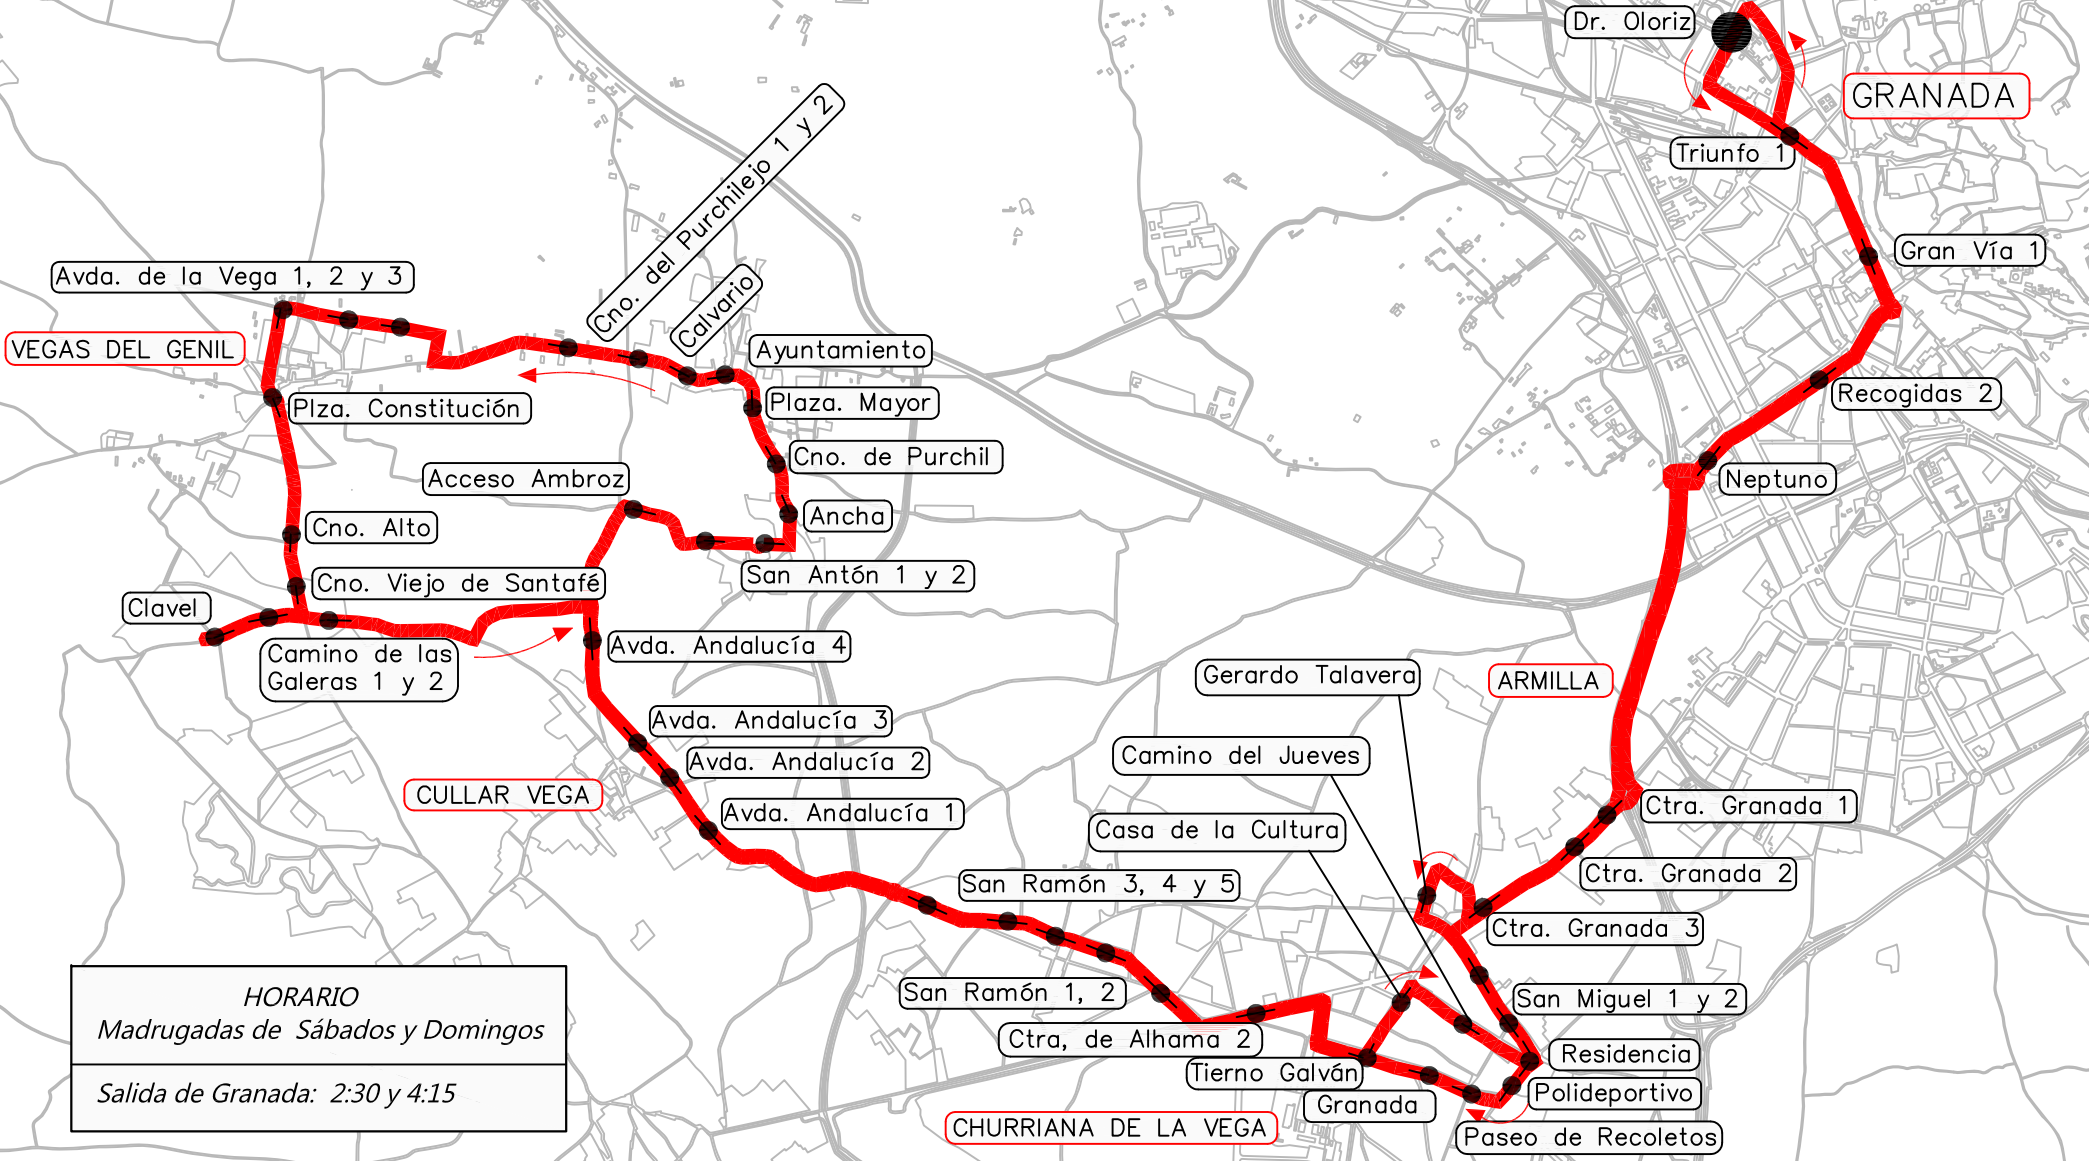 Dr. Oloriz
GRANADA
Triunfo 1
Gran Vía 1
Recogidas 2
Neptuno
Cno. del Purchilejo 1 y 2
Calvario
Avda. de la Vega 1, 2 y 3
VEGAS DEL GENIL
Ayuntamiento
Plaza. Mayor
Plza. Constitución
Cno. de Purchil
Acceso Ambroz
Ancha
Cno. Alto
San Antón 1 y 2
Cno. Viejo de Santafé
Clavel
Camino de las
Galeras 1 y 2
Avda. Andalucía 4
Gerardo Talavera
ARMILLA
Avda. Andalucía 3
Avda. Andalucía 2
Camino del Jueves
CULLAR VEGA
Avda. Andalucía 1
Ctra. Granada 1
Casa de la Cultura
Ctra. Granada 2
San Ramón 3, 4 y 5
Ctra. Granada 3
San Ramón 1, 2
San Miguel 1 y 2
Ctra, de Alhama 2
Residencia
Tierno Galván
Polideportivo
Granada
CHURRIANA DE LA VEGA
Paseo de Recoletos
HORARIO
Madrugadas de Sábados y Domingos
Salida de Granada: 2:30 y 4:15